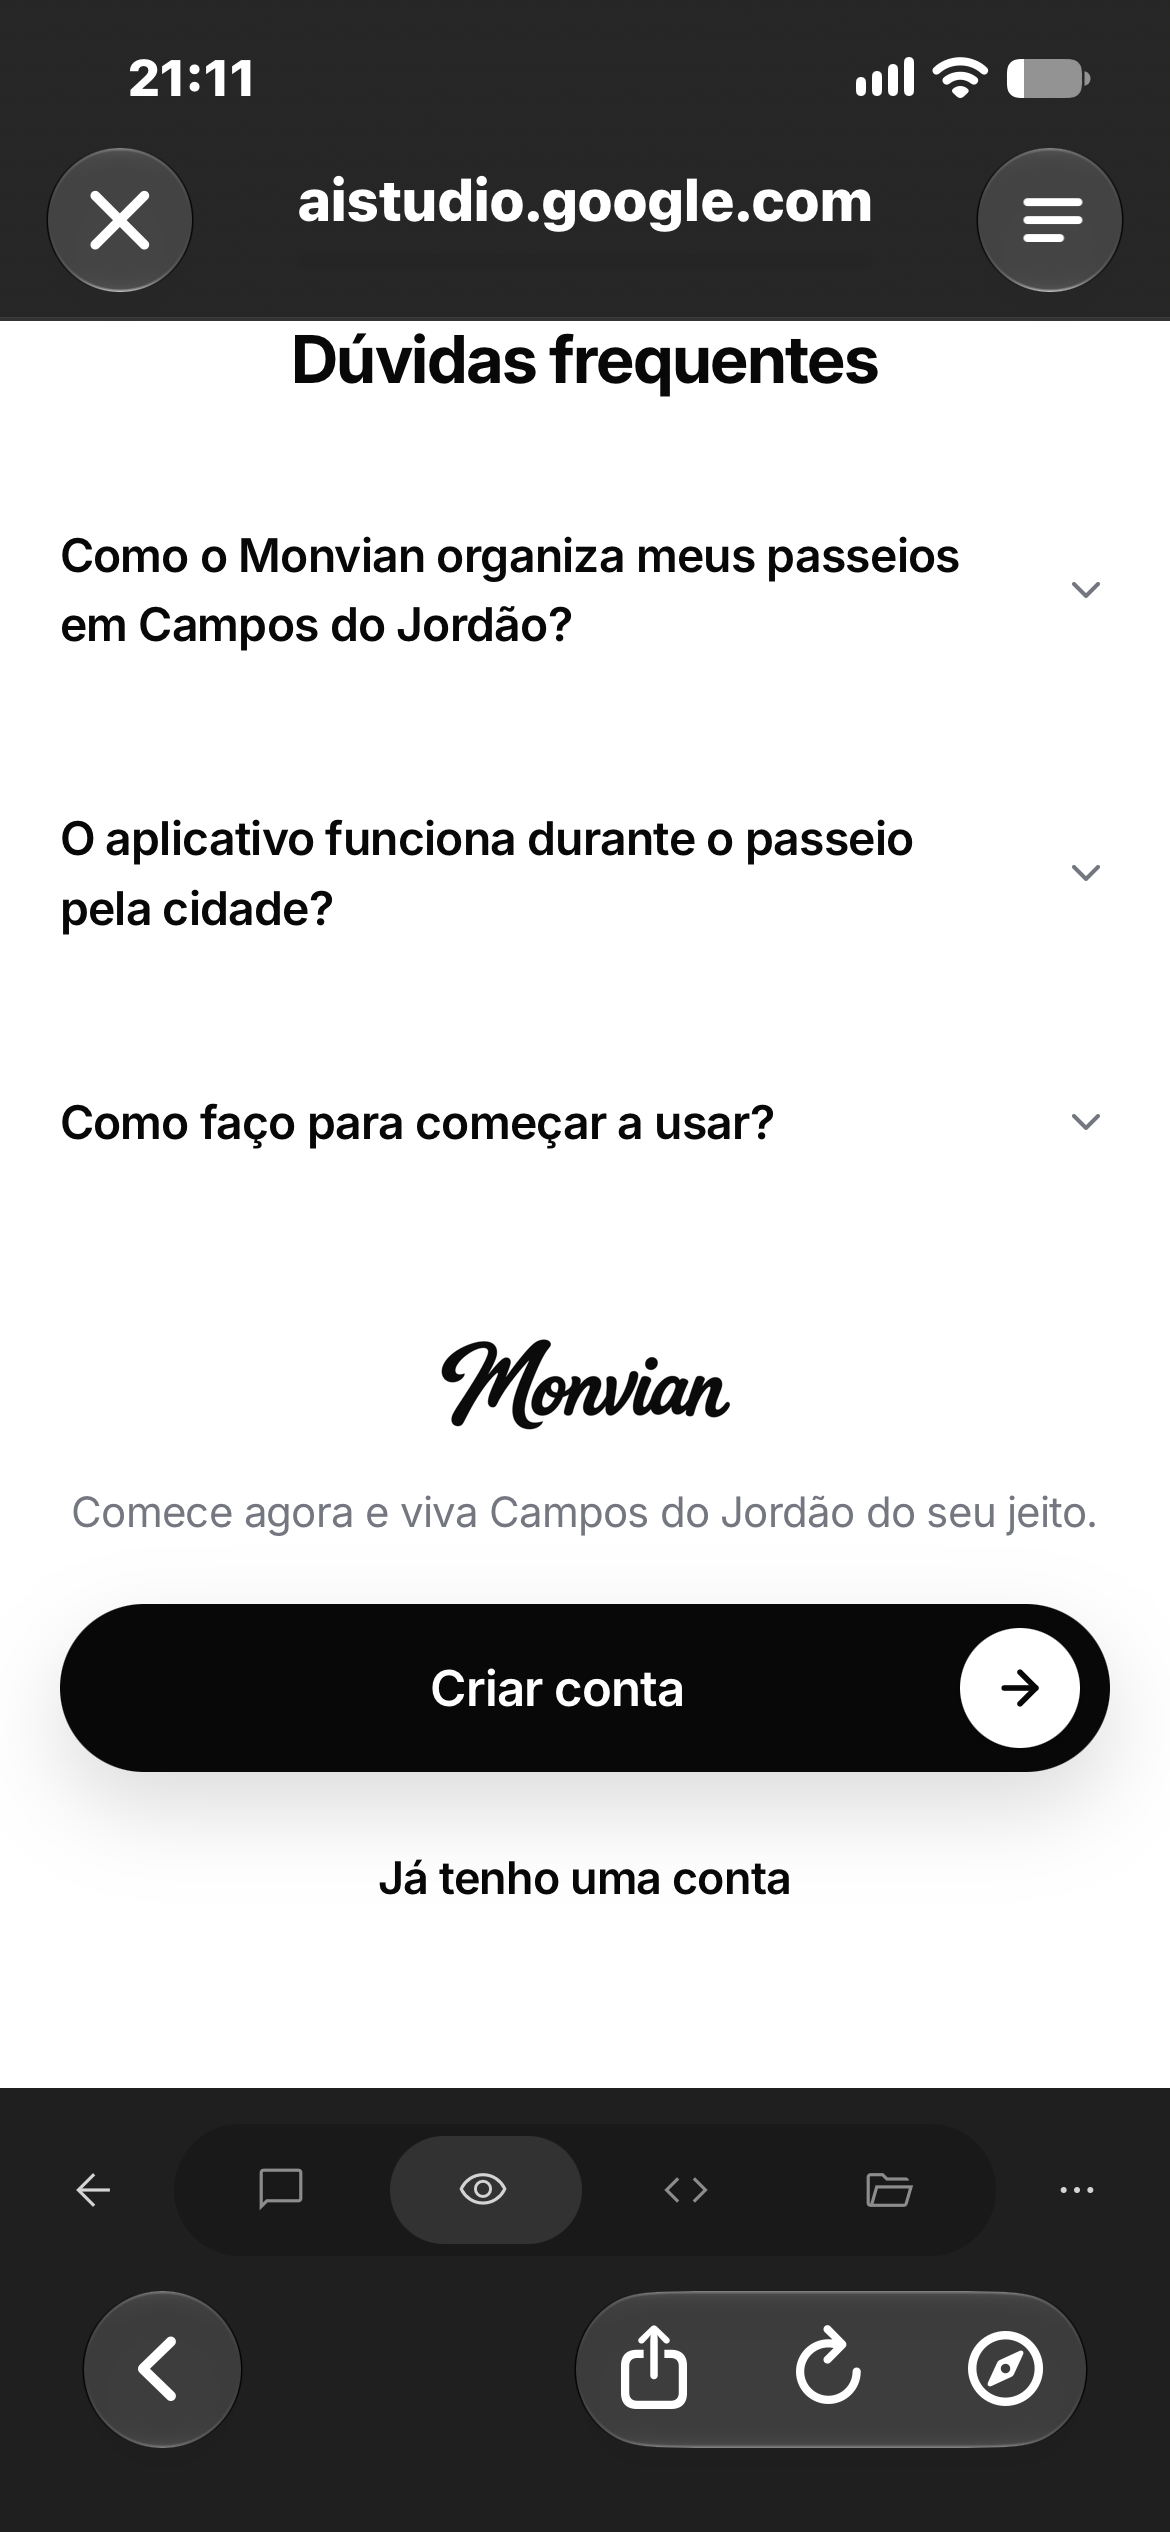 21:11
aistudio.google.com
Dúvidas frequentes
Como o Monvian organiza meus passeios
em Campos do Jordão?
O aplicativo funciona durante o passeio
pela cidade?
Como faço para começar a usar?
Monvian
Comece agora e viva Campos do Jordão do seu jeito.
Criar conta
Já tenho uma conta